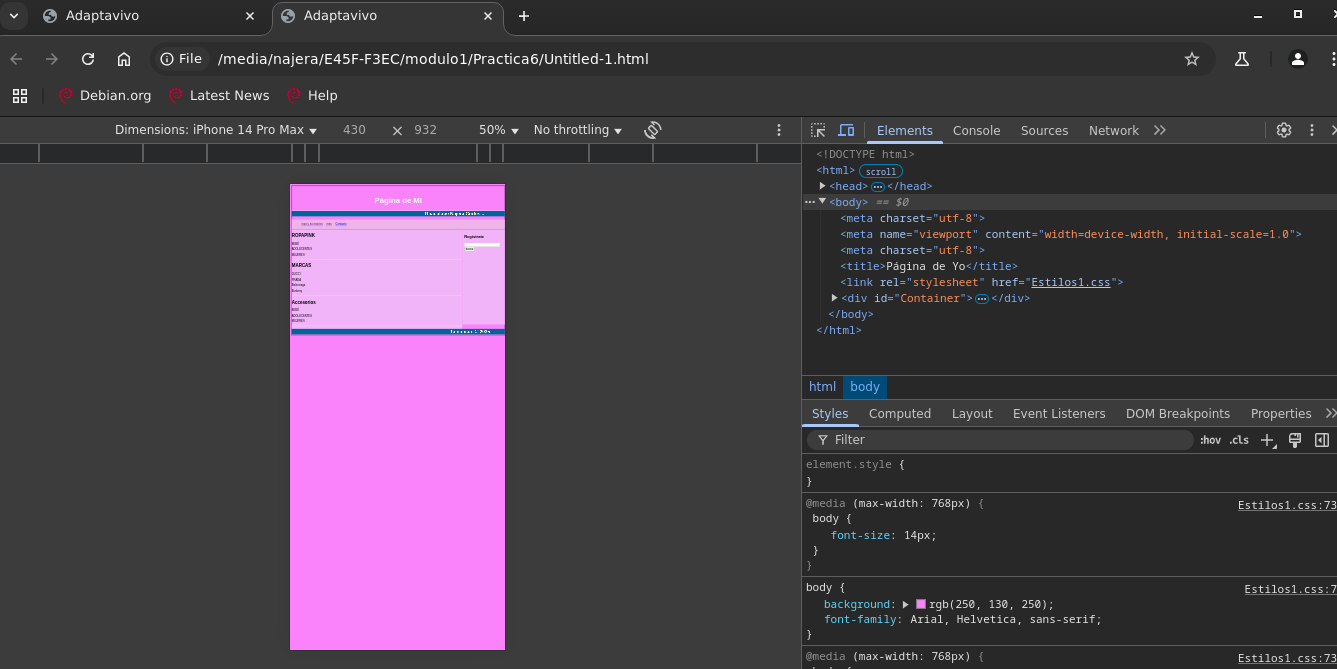 Adaptavivo
Adaptavivo
File /media/najera/E45F-F3EC/modulo1/Practica6/Untitled-1.html
Debian.org Latest News Help
Dimensions: iPhone 14 Pro Max 430 × 932 50% No throttling
Elements Console Sources Network
Página de Mi
ROPAPINK
Registrate
MARCAS
Accesorios
<!DOCTYPE html>
<html> scroll
<head> ⋯ </head>
⋯ <body> == $0
<meta charset="utf-8">
<meta name="viewport" content="width=device-width, initial-scale=1.0">
<meta charset="utf-8">
<title>Página de Yo</title>
<link rel="stylesheet" href="Estilos1.css">
<div id="Container"> ⋯ </div>
</body>
</html>
html body
Styles Computed Layout Event Listeners DOM Breakpoints Properties
Filter :hov .cls
element.style {
}
@media (max-width: 768px) { Estilos1.css:73
body {
font-size: 14px;
}
}
body { Estilos1.css:7
background: rgb(250, 130, 250);
font-family: Arial, Helvetica, sans-serif;
}
@media (max-width: 768px) { Estilos1.css:73